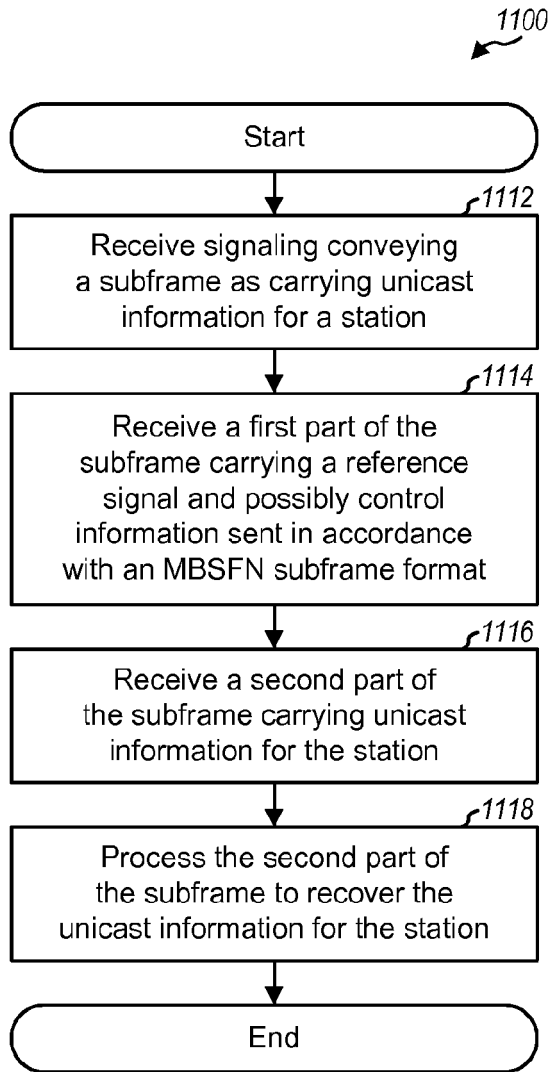 1100
Start
1112
Receive signaling conveying
a subframe as carrying unicast
information for a station
1114
Receive a first part of the
subframe carrying a reference
signal and possibly control
information sent in accordance
with an MBSFN subframe format
1116
Receive a second part of
the subframe carrying unicast
information for the station
1118
Process the second part of
the subframe to recover the
unicast information for the station
End